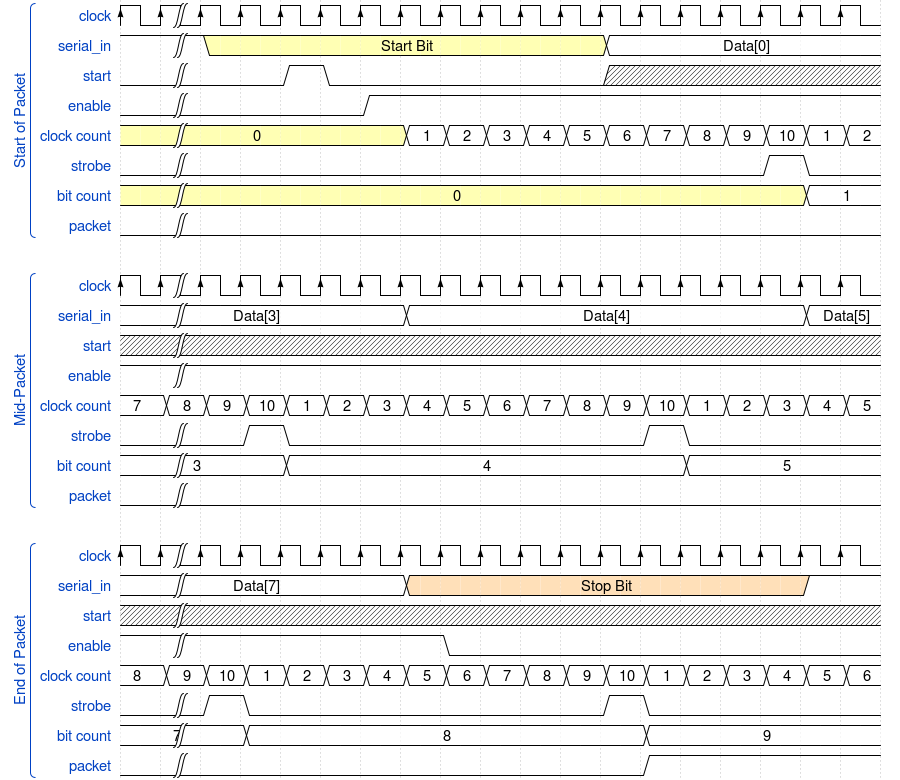 Start of Packet
clock
serial_in Start Bit Data[0]
start
enable
clock count 0 1 2 3 4 5 6 7 8 9 10 1 2
strobe
bit count 0 1
packet
Mid-Packet
clock
serial_in Data[3] Data[4] Data[5]
start
enable
clock count 7 8 9 10 1 2 3 4 5 6 7 8 9 10 1 2 3 4 5
strobe
bit count 3 4 5
packet
End of Packet
clock
serial_in Data[7] Stop Bit
start
enable
clock count 8 9 10 1 2 3 4 5 6 7 8 9 10 1 2 3 4 5 6
strobe
bit count 7 8 9
packet